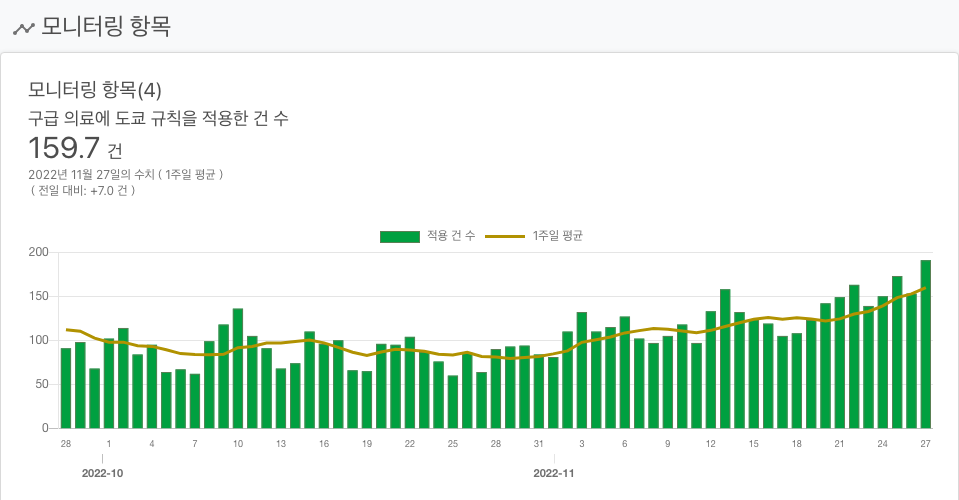 모니터링 항목
모니터링 항목(4)
구급 의료에 도쿄 규칙을 적용한 건 수
159.7 건
2022년 11월 27일의 수치 ( 1주일 평균 )
( 전일 대비: +7.0 건 )
적용 건 수 1주일 평균
200
150
100
50
0
28 1 4 7 10 13 16 19 22 25 28 31 3 6 9 12 15 18 21 24 27
2022-10 2022-11